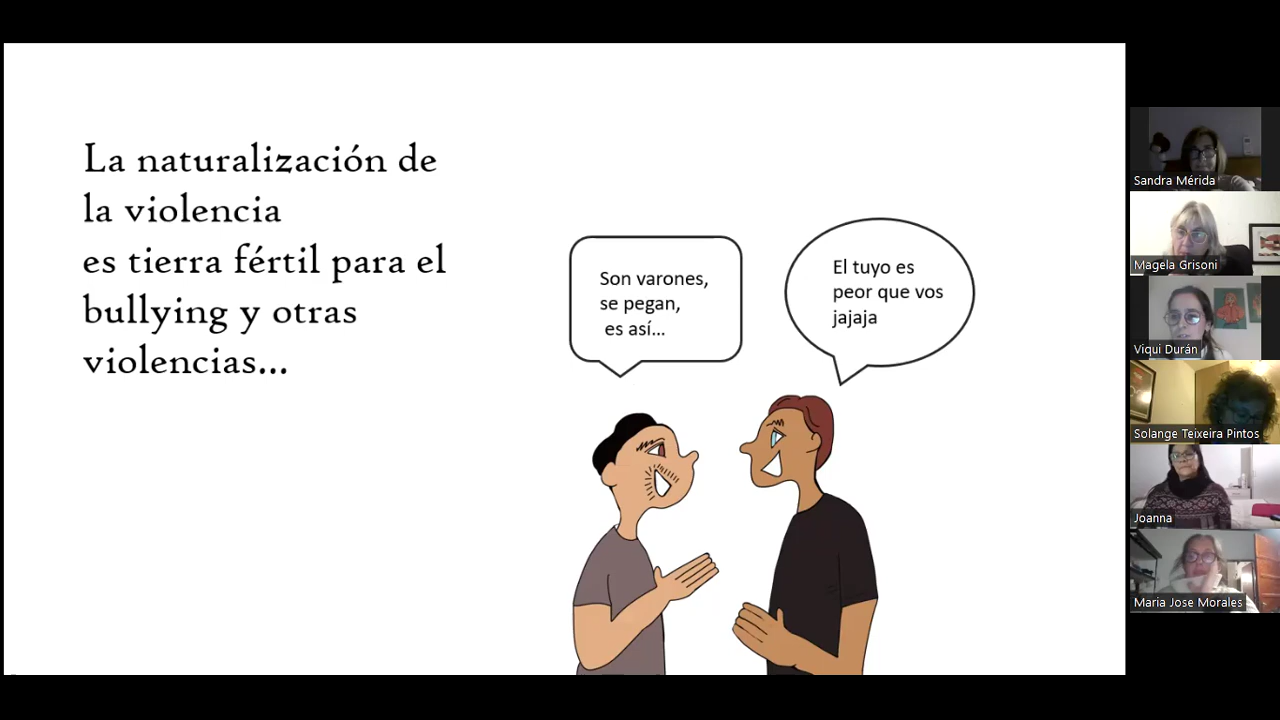 La naturalización de
la violencia
es tierra fértil para el
bullying y otras
violencias...
Son varones,
se pegan,
es así...
El tuyo es
peor que vos
jajaja
Sandra Mérida
Magela Grisoni
Viqui Durán
Solange Teixeira Pintos
Joanna
Maria Jose Morales